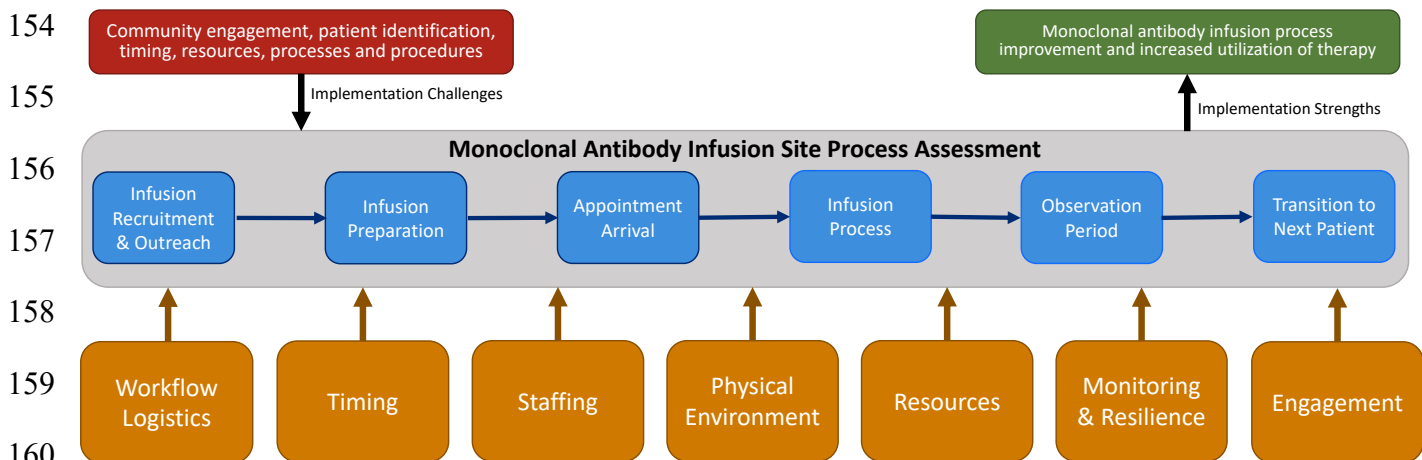 154
Community engagement, patient identification,
timing, resources, processes and procedures
Monoclonal antibody infusion process
improvement and increased utilization of therapy
155
Implementation Challenges
Implementation Strengths
Monoclonal Antibody Infusion Site Process Assessment
156
Infusion
Recruitment
& Outreach
Infusion
Preparation
Appointment
Arrival
Infusion
Process
Observation
Period
Transition to
Next Patient
157
158
159
Workflow
Logistics
Timing
Staffing
Physical
Environment
Resources
Monitoring
& Resilience
Engagement
160